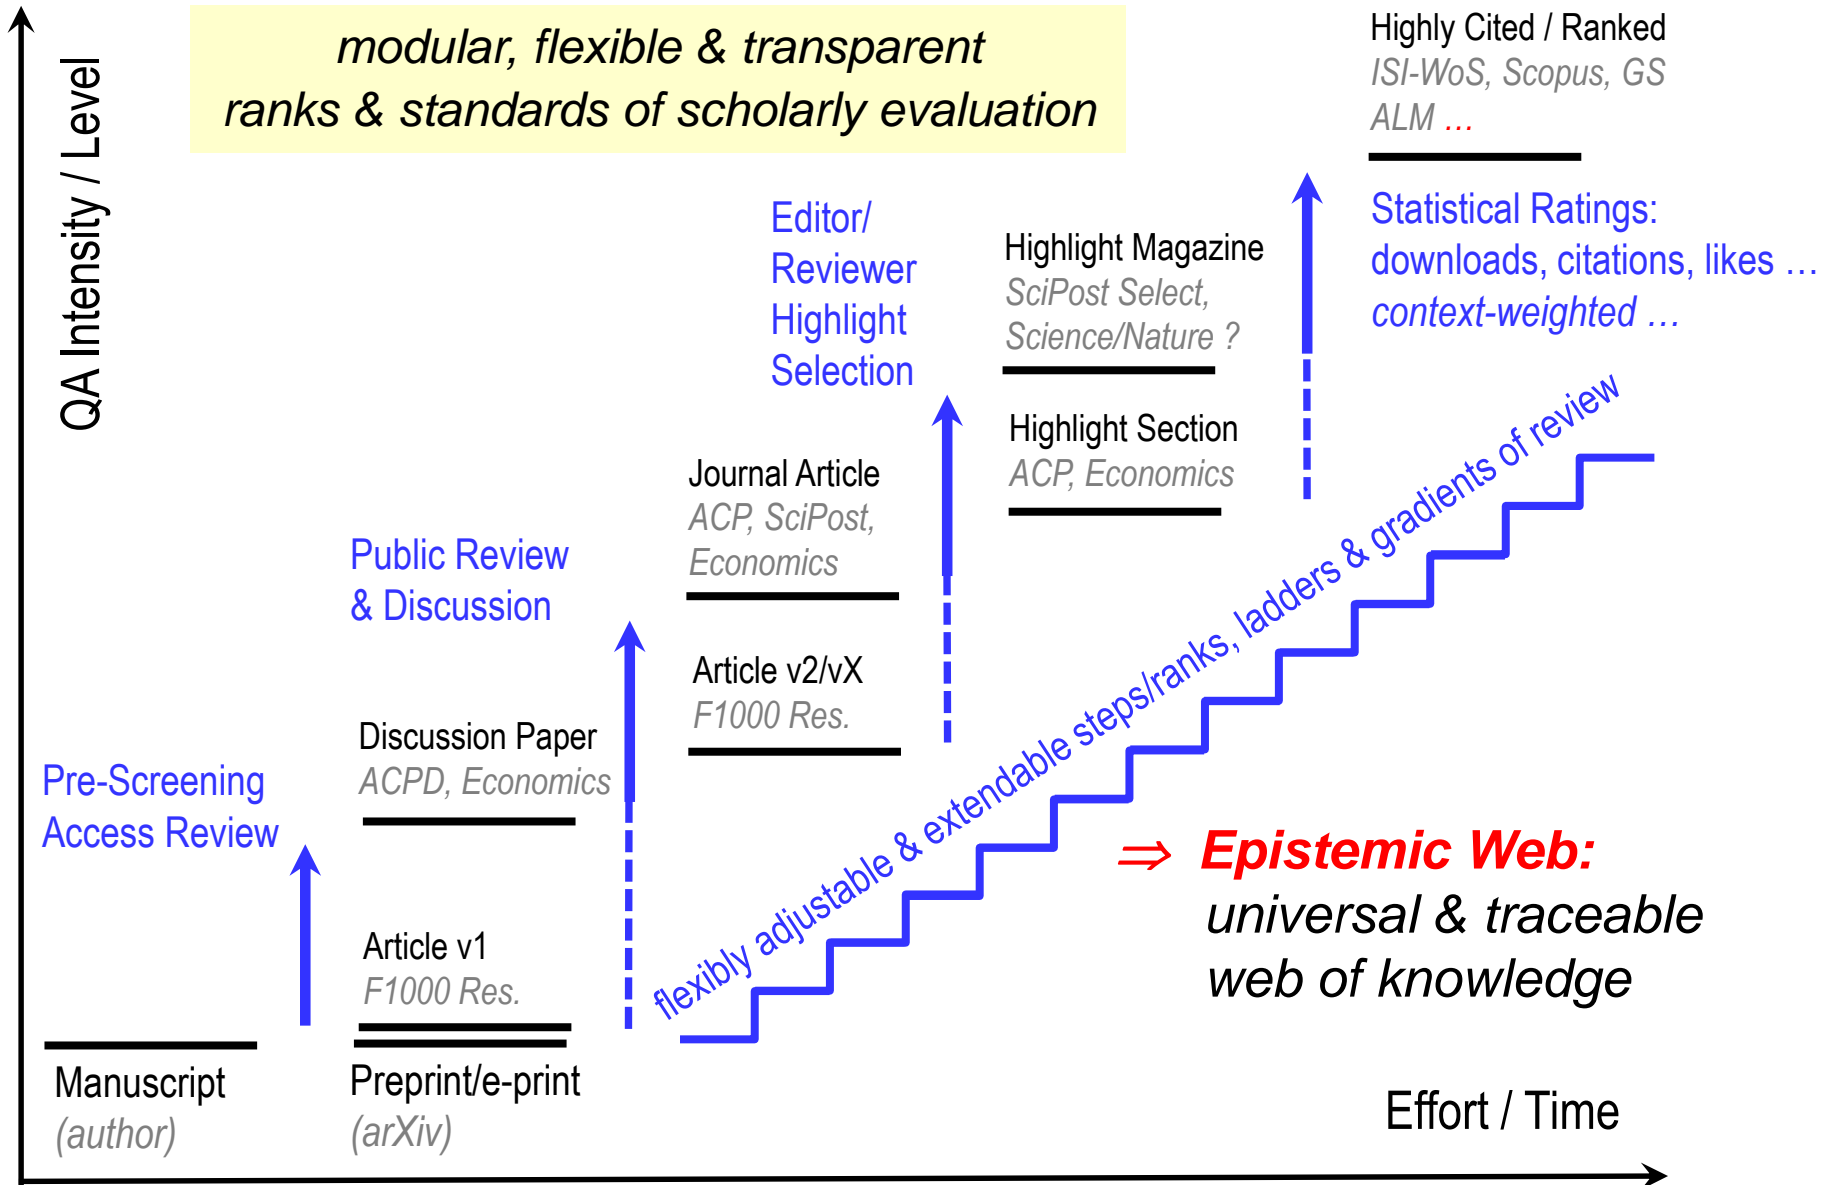 modular, flexible & transparent
ranks & standards of scholarly evaluation
QA Intensity / Level
Highly Cited / Ranked
ISI-WoS, Scopus, GS
ALM …
Statistical Ratings:
downloads, citations, likes …
context-weighted …
Editor/
Reviewer
Highlight
Selection
Highlight Magazine
SciPost Select,
Science/Nature ?
Highlight Section
ACP, Economics
Journal Article
ACP, SciPost,
Economics
Public Review
& Discussion
Article v2/vX
F1000 Res.
Discussion Paper
ACPD, Economics
Pre-Screening
Access Review
Article v1
F1000 Res.
flexibly adjustable & extendable steps/ranks, ladders & gradients of review
⇒ Epistemic Web:
universal & traceable
web of knowledge
Manuscript
(author)
Preprint/e-print
(arXiv)
Effort / Time